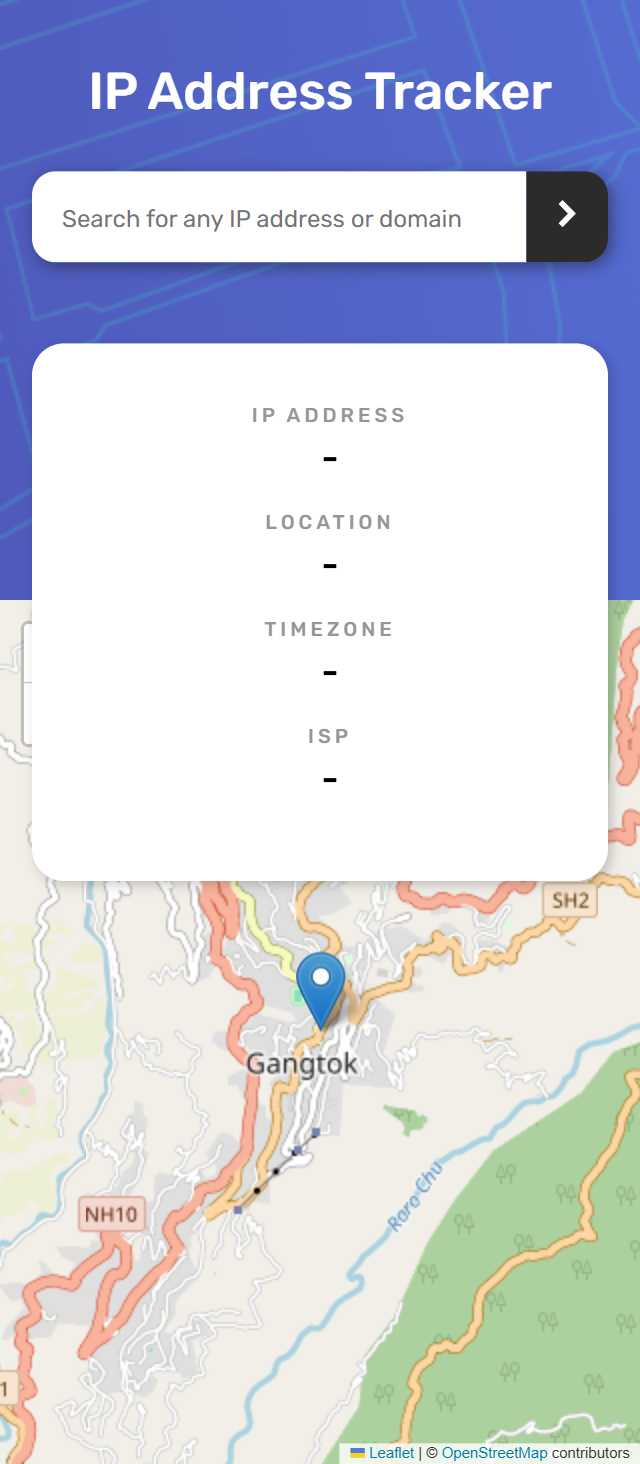 IP Address Tracker
Search for any IP address or domain
IP ADDRESS
-
LOCATION
-
TIMEZONE
-
ISP
-
SH2
Gangtok
Roro Chu
NH10
1
Leaflet | © OpenStreetMap contributors